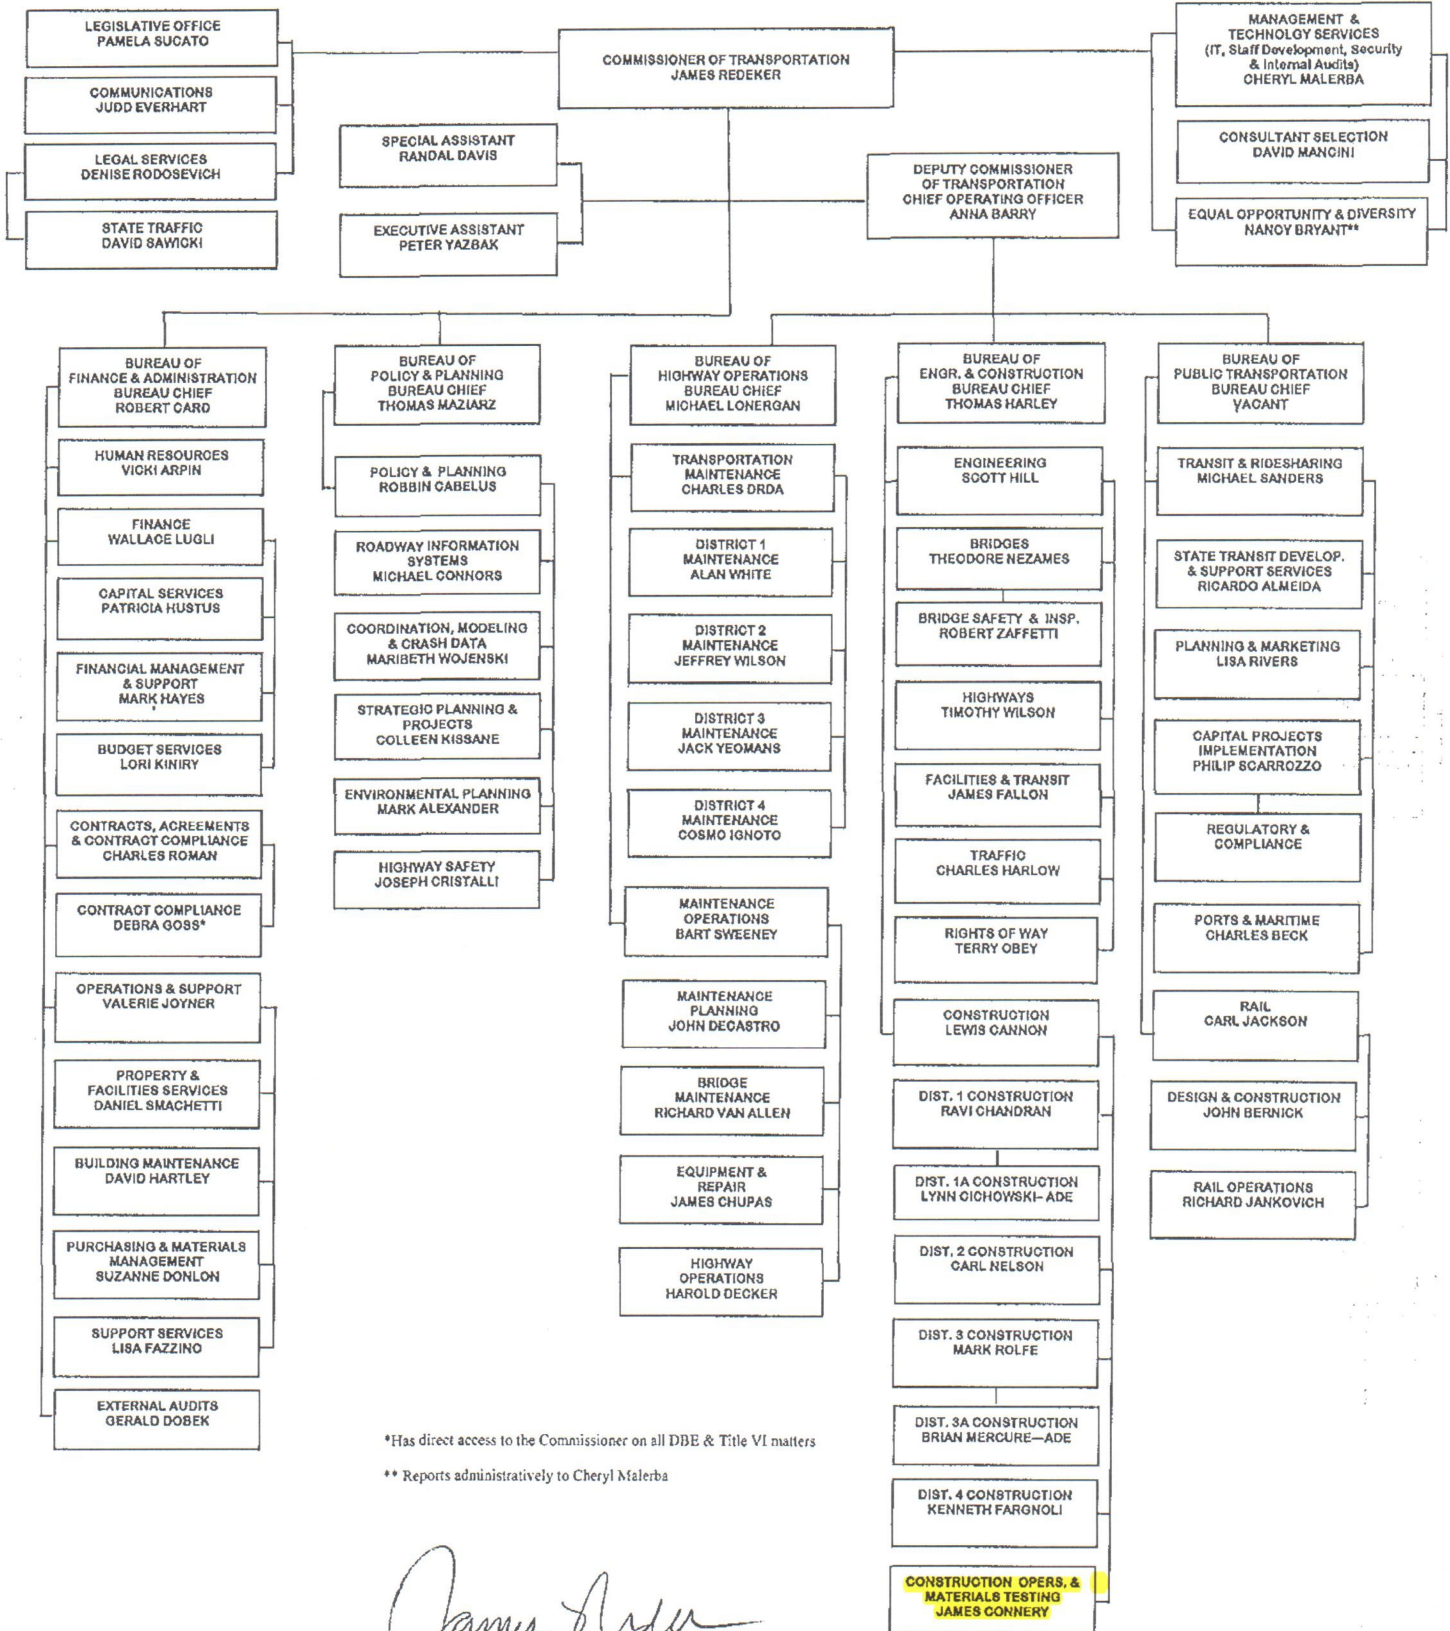 LEGISLATIVE OFFICE
PAMELA SUCATO
COMMUNICATIONS
JUDD EVERHART
LEGAL SERVICES
DENISE RODOSEVICH
STATE TRAFFIC
DAVID SAWICKI
COMMISSIONER OF TRANSPORTATION
JAMES REDEKER
SPECIAL ASSISTANT
RANDAL DAVIS
EXECUTIVE ASSISTANT
PETER YAZBAK
DEPUTY COMMISSIONER
OF TRANSPORTATION
CHIEF OPERATING OFFICER
ANNA BARRY
MANAGEMENT &
TECHNOLGY SERVICES
(IT, Staff Development, Security
& Internal Audits)
CHERYL MALERBA
CONSULTANT SELECTION
DAVID MANCINI
EQUAL OPPORTUNITY & DIVERSITY
NANCY BRYANT**
BUREAU OF
FINANCE & ADMINISTRATION
BUREAU CHIEF
ROBERT CARD
HUMAN RESOURCES
VICKI ARPIN
FINANCE
WALLACE LUGLI
CAPITAL SERVICES
PATRICIA HUSTUS
FINANCIAL MANAGEMENT
& SUPPORT
MARK HAYES
BUDGET SERVICES
LORI KINIRY
CONTRACTS, AGREEMENTS
& CONTRACT COMPLIANCE
CHARLES ROMAN
CONTRACT COMPLIANCE
DEBRA GOSS*
OPERATIONS & SUPPORT
VALERIE JOYNER
PROPERTY &
FACILITIES SERVICES
DANIEL SMACHETTI
BUILDING MAINTENANCE
DAVID HARTLEY
PURCHASING & MATERIALS
MANAGEMENT
SUZANNE DONLON
SUPPORT SERVICES
LISA FAZZINO
EXTERNAL AUDITS
GERALD DOBEK
BUREAU OF
POLICY & PLANNING
BUREAU CHIEF
THOMAS MAZIARZ
POLICY & PLANNING
ROBBIN CABELUS
ROADWAY INFORMATION
SYSTEMS
MICHAEL CONNORS
COORDINATION, MODELING
& CRASH DATA
MARIBETH WOJENSKI
STRATEGIC PLANNING &
PROJECTS
COLLEEN KISSANE
ENVIRONMENTAL PLANNING
MARK ALEXANDER
HIGHWAY SAFETY
JOSEPH CRISTALLI
BUREAU OF
HIGHWAY OPERATIONS
BUREAU CHIEF
MICHAEL LONERGAN
TRANSPORTATION
MAINTENANCE
CHARLES DRDA
DISTRICT 1
MAINTENANCE
ALAN WHITE
DISTRICT 2
MAINTENANCE
JEFFREY WILSON
DISTRICT 3
MAINTENANCE
JACK YEOMANS
DISTRICT 4
MAINTENANCE
COSMO IGNOTO
MAINTENANCE
OPERATIONS
BART SWEENEY
MAINTENANCE
PLANNING
JOHN DECASTRO
BRIDGE
MAINTENANCE
RICHARD VAN ALLEN
EQUIPMENT &
REPAIR
JAMES CHUPAS
HIGHWAY
OPERATIONS
HAROLD DECKER
BUREAU OF
ENGR. & CONSTRUCTION
BUREAU CHIEF
THOMAS HARLEY
ENGINEERING
SCOTT HILL
BRIDGES
THEODORE NEZAMES
BRIDGE SAFETY & INSP.
ROBERT ZAFFETTI
HIGHWAYS
TIMOTHY WILSON
FACILITIES & TRANSIT
JAMES FALLON
TRAFFIC
CHARLES HARLOW
RIGHTS OF WAY
TERRY OBEY
CONSTRUCTION
LEWIS CANNON
DIST. 1 CONSTRUCTION
RAVI CHANDRAN
DIST. 1A CONSTRUCTION
LYNN CICHOWSKI-ADE
DIST. 2 CONSTRUCTION
CARL NELSON
DIST. 3 CONSTRUCTION
MARK ROLFE
DIST. 3A CONSTRUCTION
BRIAN MERCURE—ADE
DIST. 4 CONSTRUCTION
KENNETH FARGNOLI
CONSTRUCTION OPERS, &
MATERIALS TESTING
JAMES CONNERY
BUREAU OF
PUBLIC TRANSPORTATION
BUREAU CHIEF
VACANT
TRANSIT & RIDESHARING
MICHAEL SANDERS
STATE TRANSIT DEVELOP.
& SUPPORT SERVICES
RICARDO ALMEIDA
PLANNING & MARKETING
LISA RIVERS
CAPITAL PROJECTS
IMPLEMENTATION
PHILIP SCARROZZO
REGULATORY &
COMPLIANCE
PORTS & MARITIME
CHARLES BECK
RAIL
CARL JACKSON
DESIGN & CONSTRUCTION
JOHN BERNICK
RAIL OPERATIONS
RICHARD JANKOVICH
*Has direct access to the Commissioner on all DBE & Title VI matters
** Reports administratively to Cheryl Malerba
James